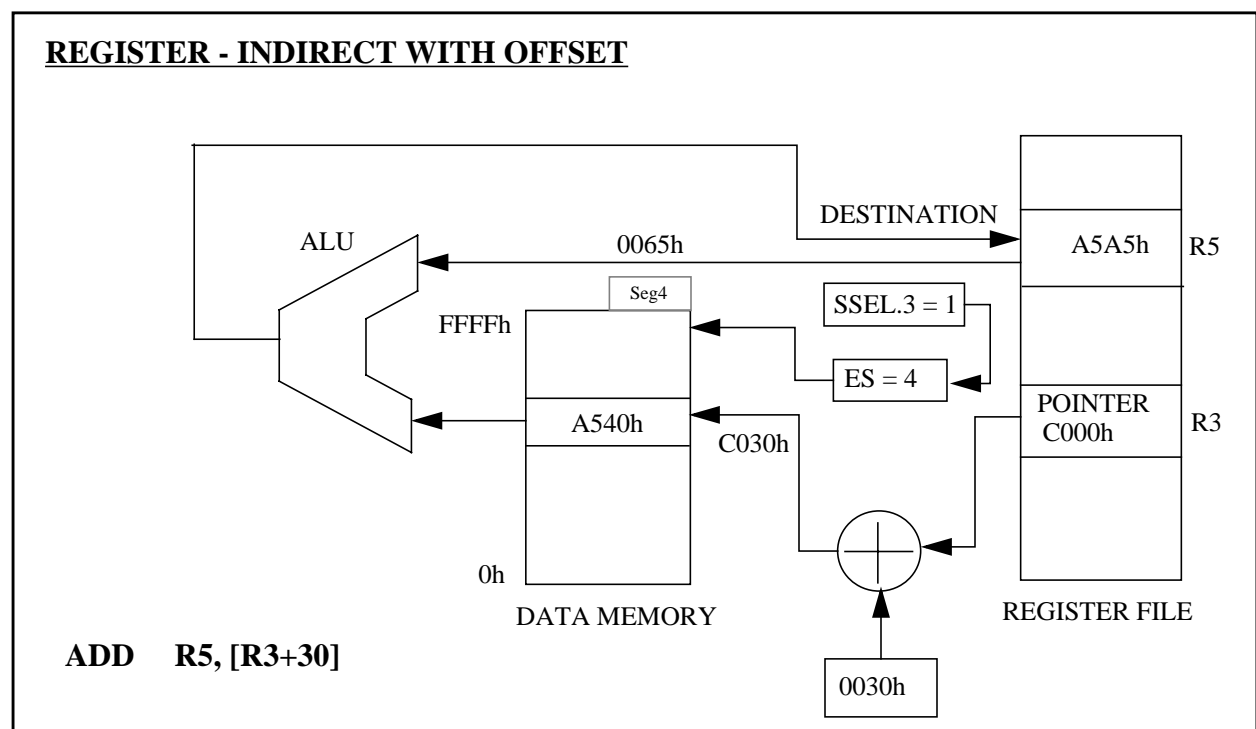 REGISTER - INDIRECT WITH OFFSET
DESTINATION
ALU
0065h
A5A5h
R5
Seg4
SSEL.3 = 1
FFFFh
ES = 4
POINTER
C000h
R3
A540h
C030h
0h
DATA MEMORY
REGISTER FILE
ADD R5, [R3+30]
0030h